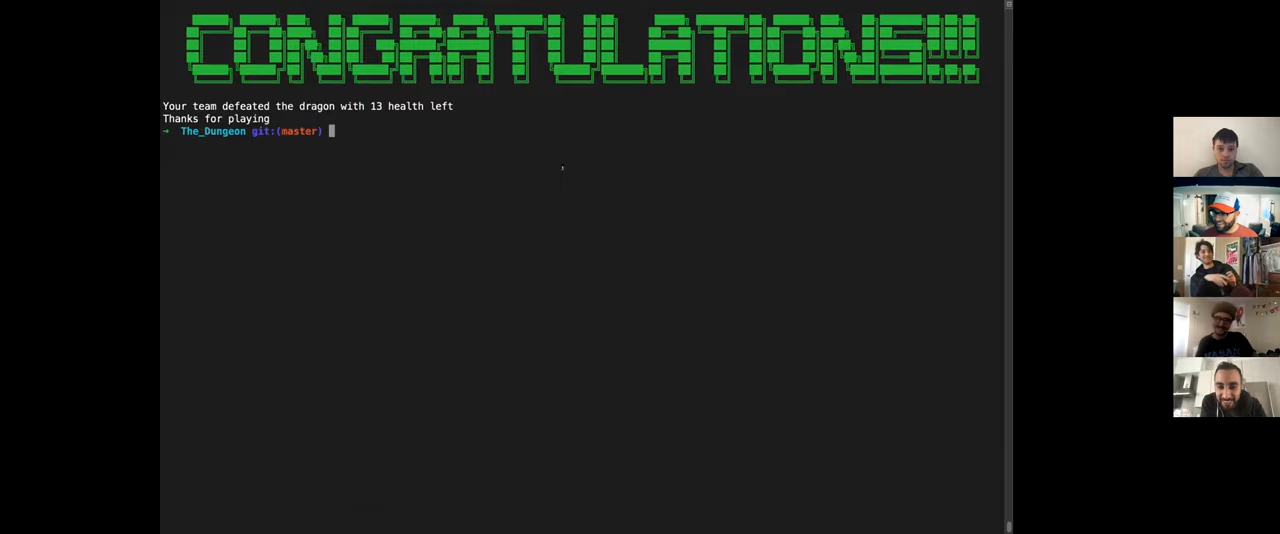 CONGRATULATIONS!!!
Your team defeated the dragon with 13 health left
Thanks for playing
→ The_Dungeon git:(master)